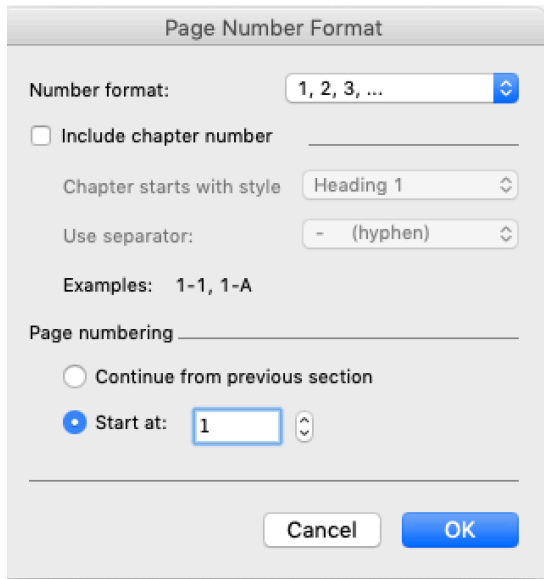 Page Number Format
Number format: 1, 2, 3, ...
Include chapter number
Chapter starts with style Heading 1
Use separator: - (hyphen)
Examples: 1-1, 1-A
Page numbering
Continue from previous section
Start at: 1
Cancel OK